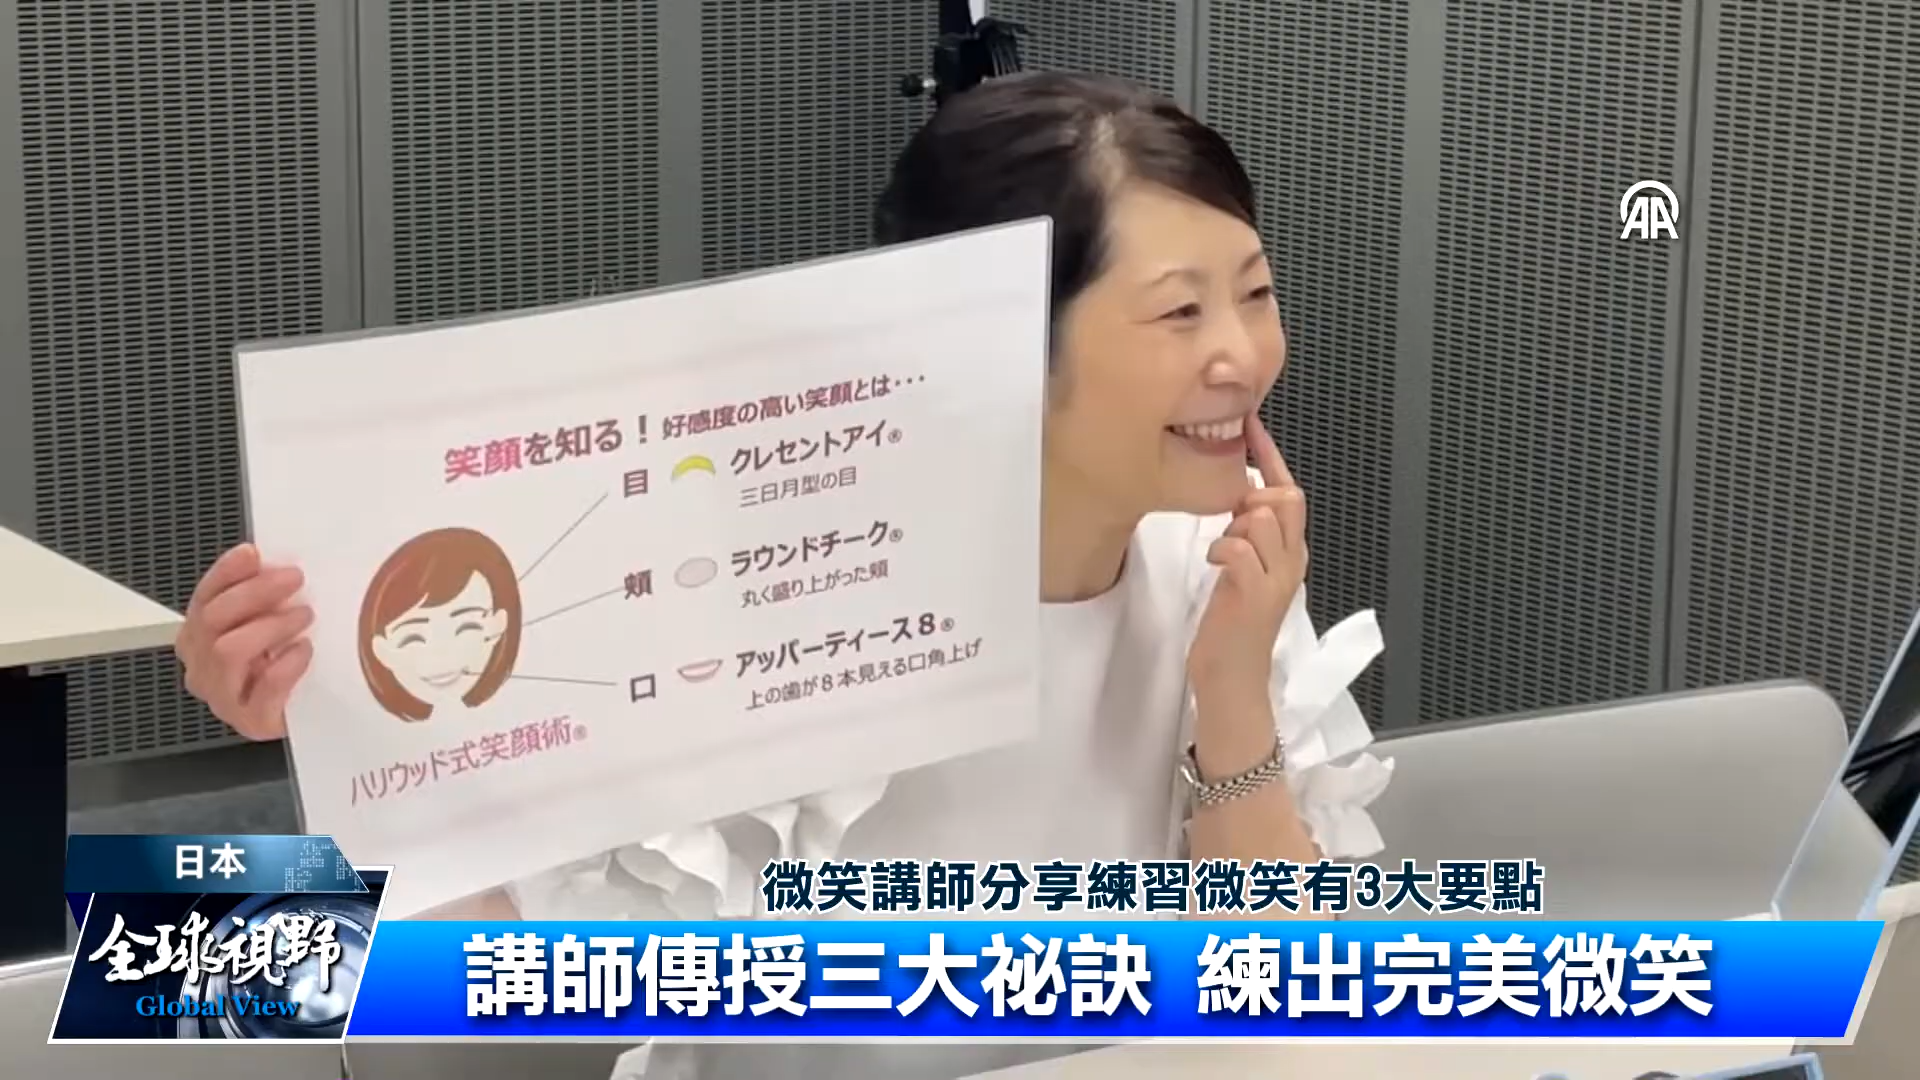 AA
笑顔を知る！好感度の高い笑顔とは・・・
目 クレセントアイ®
三日月型の目
頬 ラウンドチーク®
丸く盛り上がった頬
口 アッパーティース８®
上の歯が８本見える口角上げ
ハリウッド式笑顔術®
日本
微笑講師分享練習微笑有3大要點
全球視野
Global View
講師傳授三大祕訣 練出完美微笑